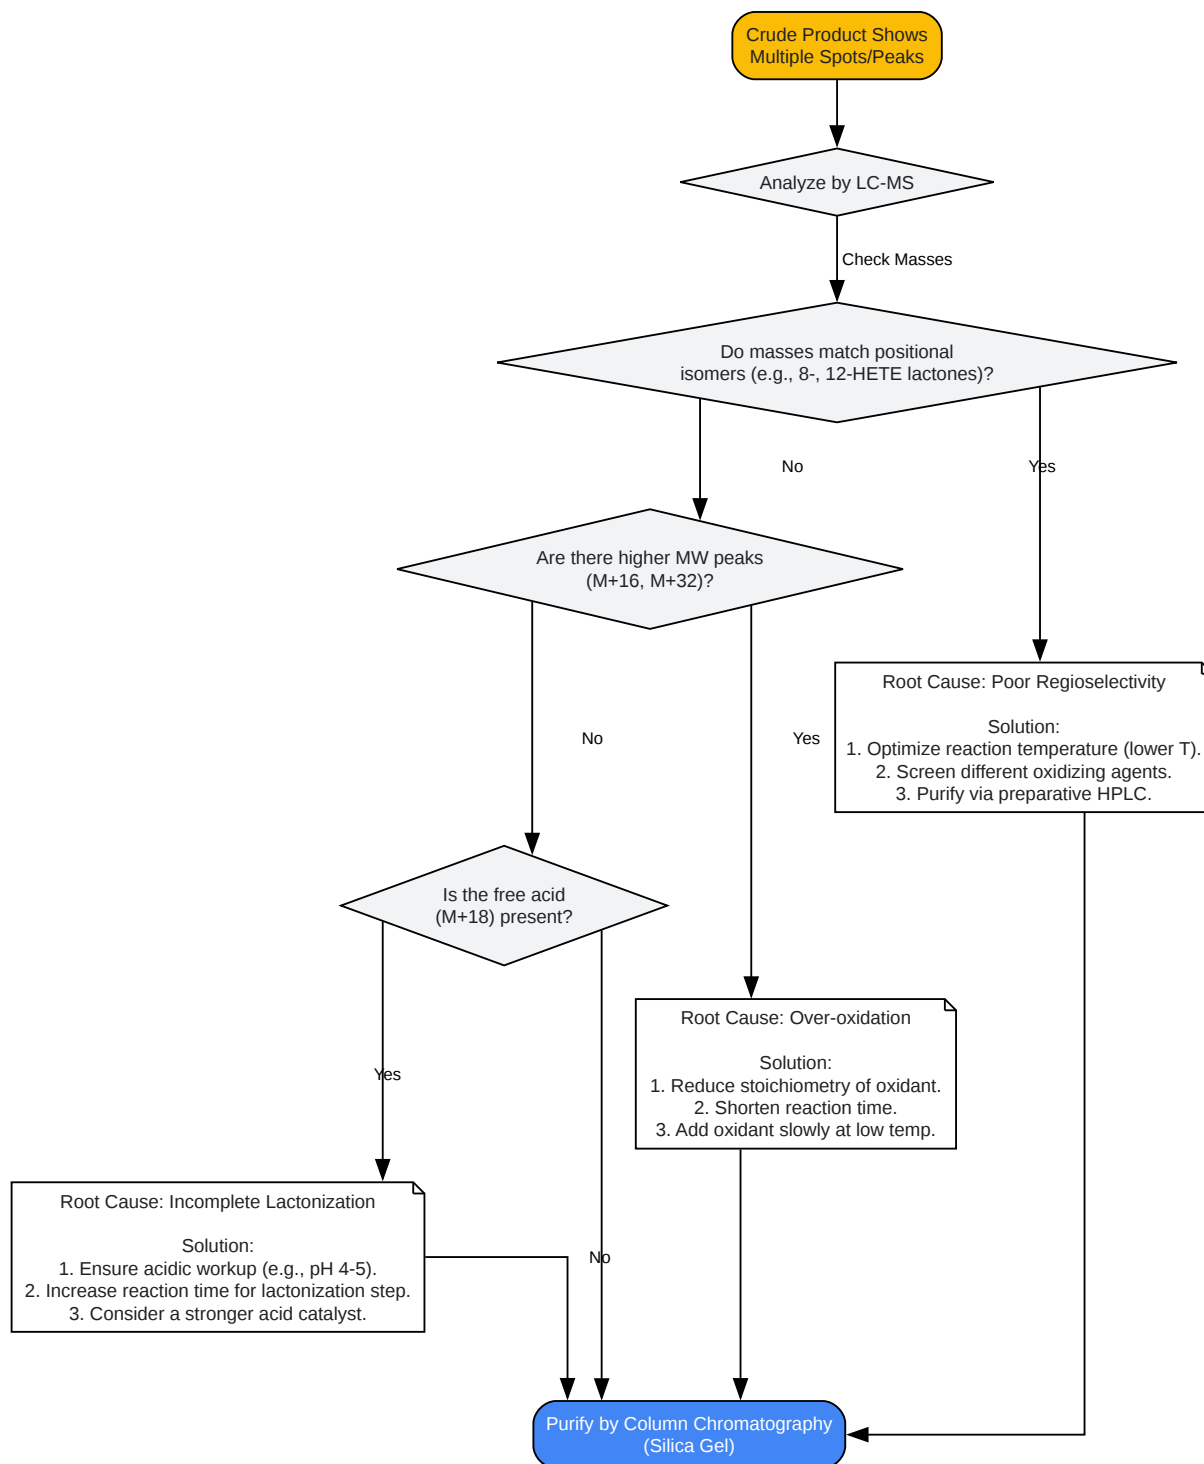 Crude Product Shows
Multiple Spots/Peaks
Analyze by LC-MS
Check Masses
Do masses match positional
isomers (e.g., 8-, 12-HETE lactones)?
No
Yes
Are there higher MW peaks
(M+16, M+32)?
Root Cause: Poor Regioselectivity
Solution:
1. Optimize reaction temperature (lower T).
2. Screen different oxidizing agents.
3. Purify via preparative HPLC.
No
Yes
Is the free acid
(M+18) present?
Root Cause: Over-oxidation
Solution:
1. Reduce stoichiometry of oxidant.
2. Shorten reaction time.
3. Add oxidant slowly at low temp.
Yes
No
Root Cause: Incomplete Lactonization
Solution:
1. Ensure acidic workup (e.g., pH 4-5).
2. Increase reaction time for lactonization step.
3. Consider a stronger acid catalyst.
Purify by Column Chromatography
(Silica Gel)